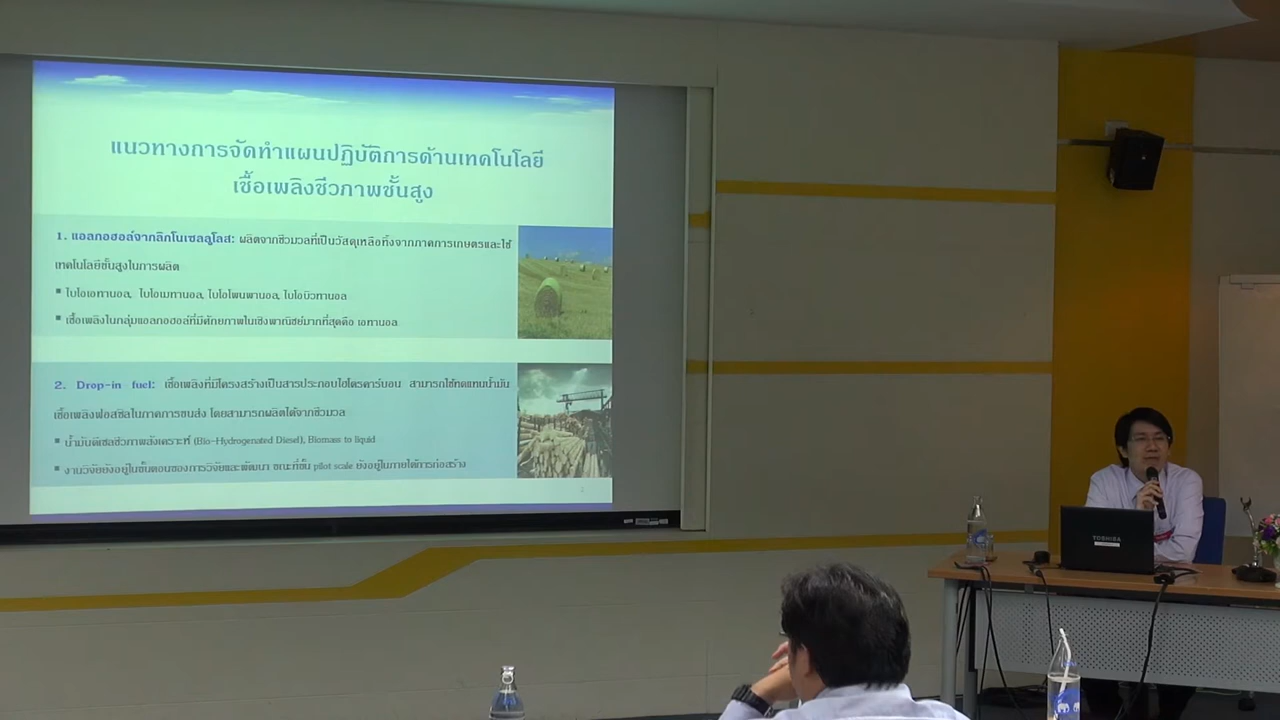 แนวทางการจัดทำแผนปฏิบัติการด้านเทคโนโลยี
เชื้อเพลิงชีวภาพชั้นสูง
1. แอลกอฮอล์จากลิกโนเซลลูโลส: ผลิตจากชีวมวลที่เป็นวัสดุเหลือทิ้งจากภาคการเกษตรและใช้
เทคโนโลยีชั้นสูงในการผลิต
▪ ไบโอเอทานอล, ไบโอเมทานอล, ไบโอโพนพานอล, ไบโอบิวทานอล
▪ เชื้อเพลิงในกลุ่มแอลกอฮอล์ที่มีศักยภาพในเชิงพาณิชย์มากที่สุดคือ เอทานอล
2. Drop-in fuel: เชื้อเพลิงที่มีโครงสร้างเป็นสารประกอบไฮโดรคาร์บอน สามารถใช้ทดแทนน้ำมัน
เชื้อเพลิงฟอสซิลในภาคการขนส่ง โดยสามารถผลิตได้จากชีวมวล
▪ น้ำมันดีเซลชีวภาพสังเคราะห์ (Bio-Hydrogenated Diesel), Biomass to liquid
▪ งานวิจัยยังอยู่ในขั้นตอนของการวิจัยและพัฒนา ขณะที่ขั้น pilot scale ยังอยู่ภายใต้การก่อสร้าง
TOSHIBA